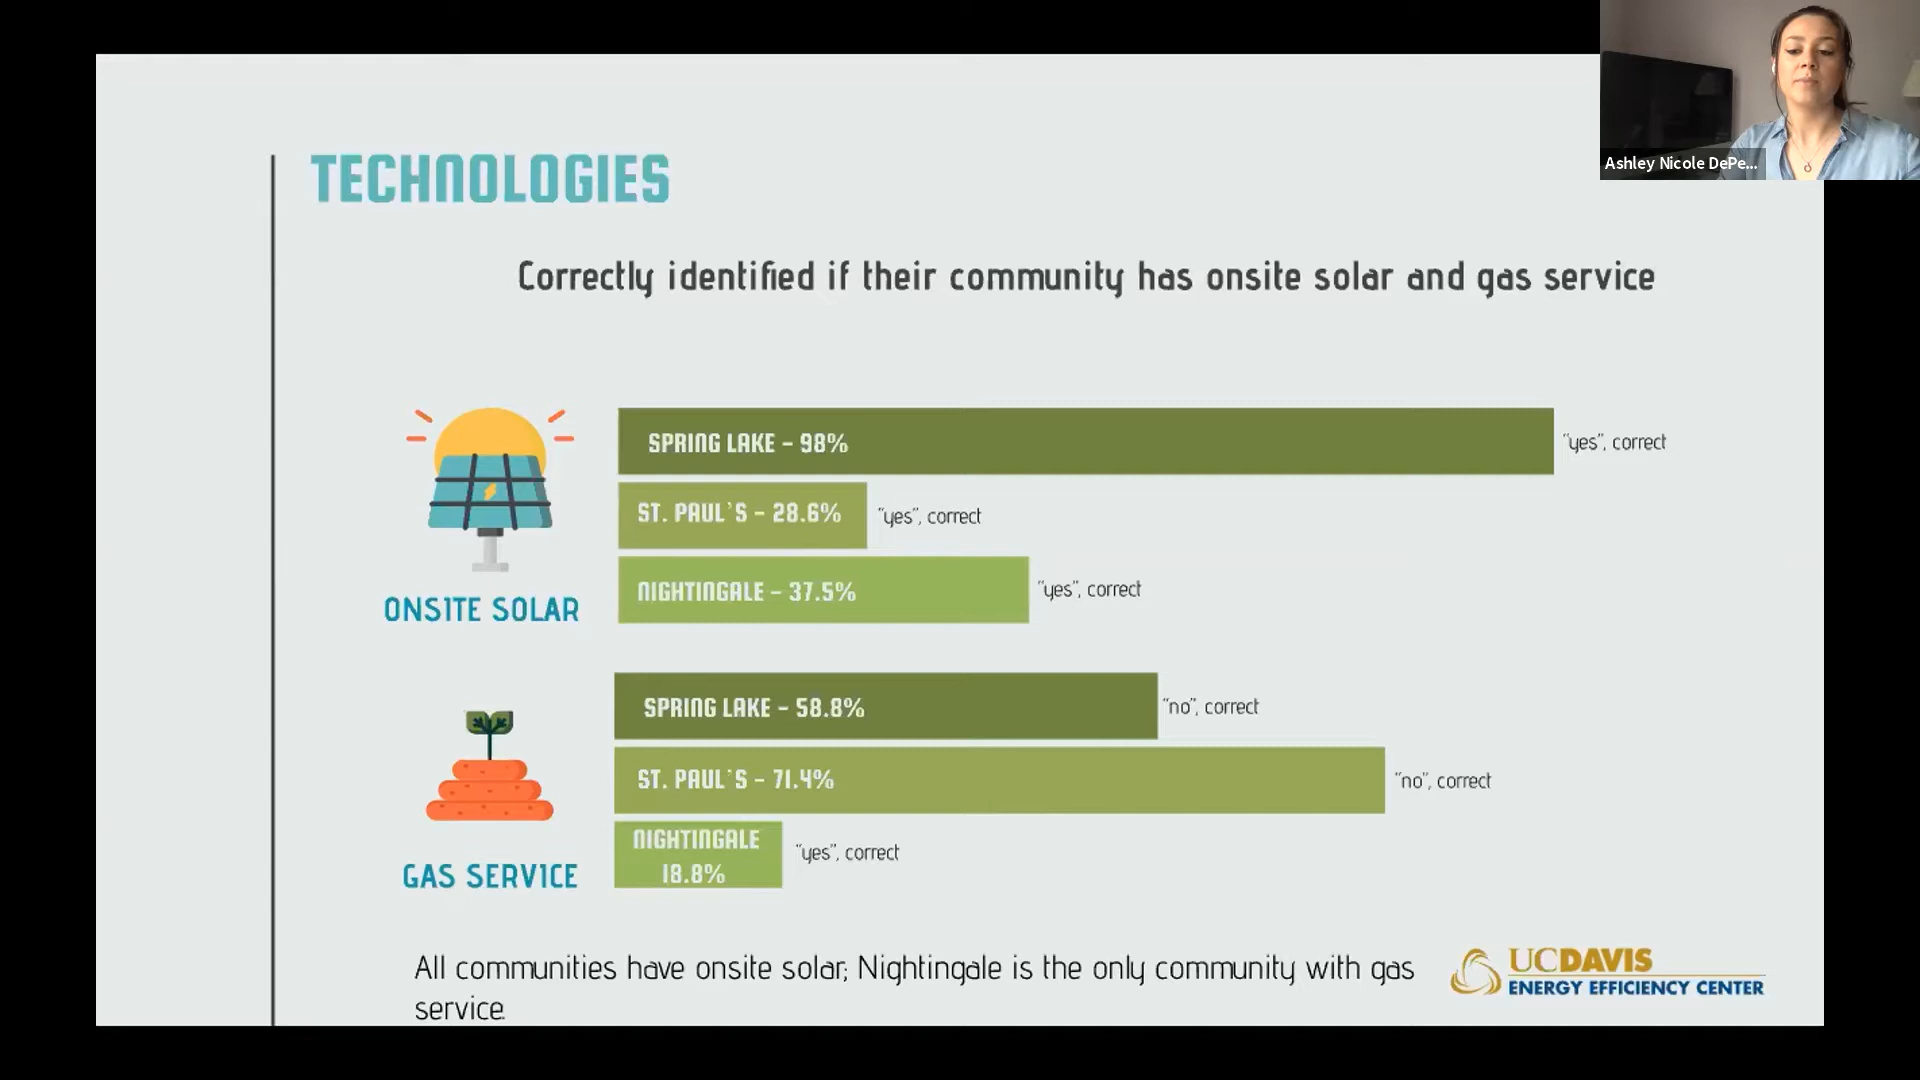 Ashley Nicole DePe...
TECHNOLOGIES
Correctly identified if their community has onsite solar and gas service
SPRING LAKE - 98%
"yes", correct
ST. PAUL'S - 28.6%
"yes", correct
NIGHTINGALE - 37.5%
"yes", correct
ONSITE SOLAR
SPRING LAKE - 58.8%
"no", correct
ST. PAUL'S - 71.4%
"no", correct
NIGHTINGALE
18.8%
"yes", correct
GAS SERVICE
All communities have onsite solar; Nightingale is the only community with gas
service.
UCDAVIS
ENERGY EFFICIENCY CENTER